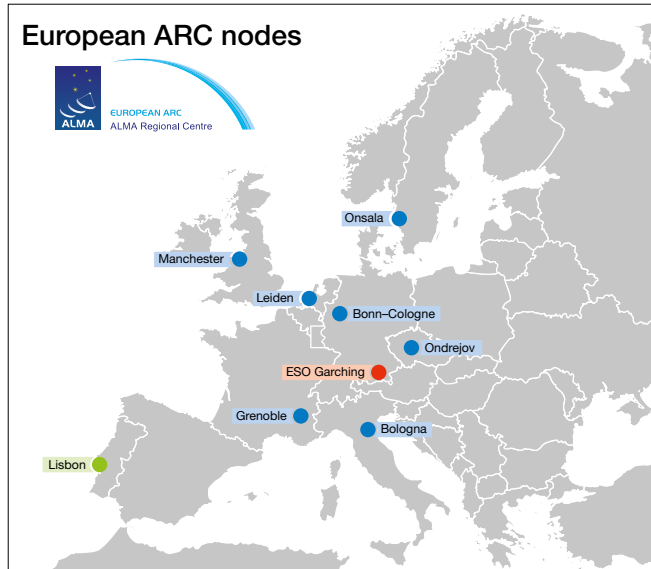 European ARC nodes
ALMA
EUROPEAN ARC
ALMA Regional Centre
Onsala
Manchester
Leiden
Bonn–Cologne
Ondrejov
ESO Garching
Grenoble
Bologna
Lisbon